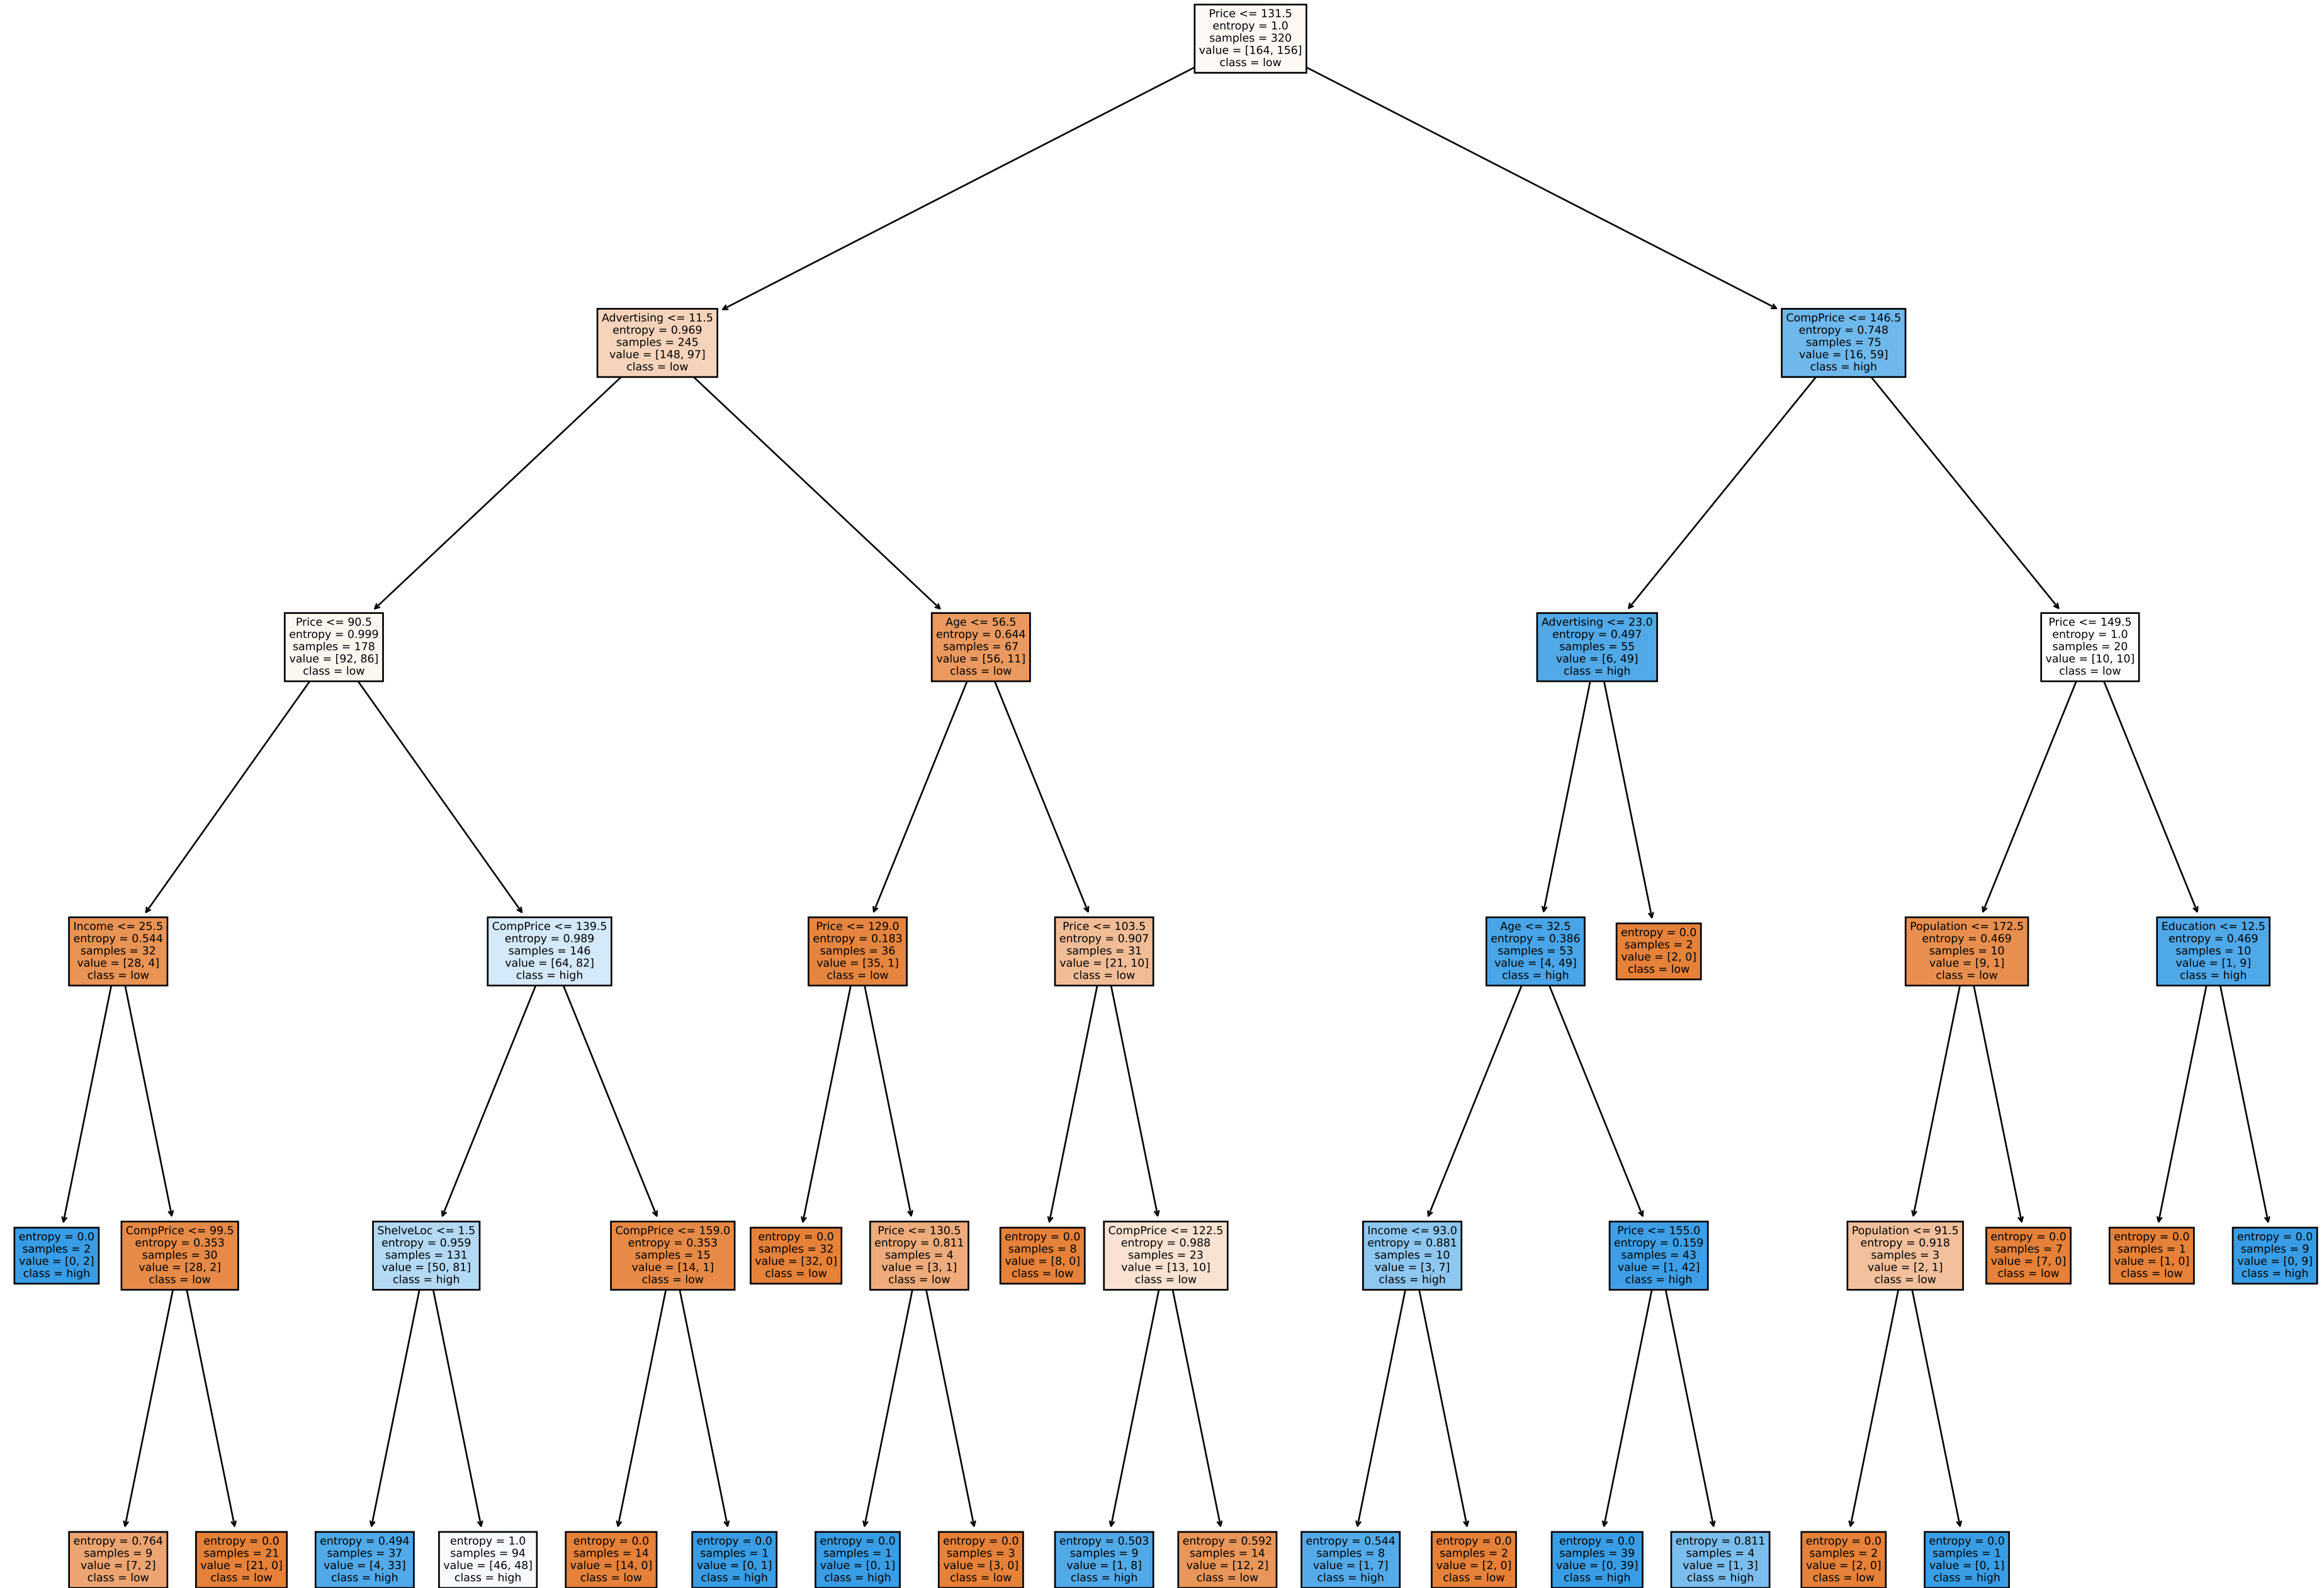 Price <= 131.5
entropy = 1.0
samples = 320
value = [164, 156]
class = low
Advertising <= 11.5
entropy = 0.969
samples = 245
value = [148, 97]
class = low
CompPrice <= 146.5
entropy = 0.748
samples = 75
value = [16, 59]
class = high
Price <= 90.5
entropy = 0.999
samples = 178
value = [92, 86]
class = low
Age <= 56.5
entropy = 0.644
samples = 67
value = [56, 11]
class = low
Advertising <= 23.0
entropy = 0.497
samples = 55
value = [6, 49]
class = high
Price <= 149.5
entropy = 1.0
samples = 20
value = [10, 10]
class = low
Income <= 25.5
entropy = 0.544
samples = 32
value = [28, 4]
class = low
CompPrice <= 139.5
entropy = 0.989
samples = 146
value = [64, 82]
class = high
Price <= 129.0
entropy = 0.183
samples = 36
value = [35, 1]
class = low
Price <= 103.5
entropy = 0.907
samples = 31
value = [21, 10]
class = low
Age <= 32.5
entropy = 0.386
samples = 53
value = [4, 49]
class = high
entropy = 0.0
samples = 2
value = [2, 0]
class = low
Population <= 172.5
entropy = 0.469
samples = 10
value = [9, 1]
class = low
Education <= 12.5
entropy = 0.469
samples = 10
value = [1, 9]
class = high
entropy = 0.0
samples = 2
value = [0, 2]
class = high
CompPrice <= 99.5
entropy = 0.353
samples = 30
value = [28, 2]
class = low
ShelveLoc <= 1.5
entropy = 0.959
samples = 131
value = [50, 81]
class = high
CompPrice <= 159.0
entropy = 0.353
samples = 15
value = [14, 1]
class = low
entropy = 0.0
samples = 32
value = [32, 0]
class = low
Price <= 130.5
entropy = 0.811
samples = 4
value = [3, 1]
class = low
entropy = 0.0
samples = 8
value = [8, 0]
class = low
CompPrice <= 122.5
entropy = 0.988
samples = 23
value = [13, 10]
class = low
Income <= 93.0
entropy = 0.881
samples = 10
value = [3, 7]
class = high
Price <= 155.0
entropy = 0.159
samples = 43
value = [1, 42]
class = high
Population <= 91.5
entropy = 0.918
samples = 3
value = [2, 1]
class = low
entropy = 0.0
samples = 7
value = [7, 0]
class = low
entropy = 0.0
samples = 1
value = [1, 0]
class = low
entropy = 0.0
samples = 9
value = [0, 9]
class = high
entropy = 0.764
samples = 9
value = [7, 2]
class = low
entropy = 0.0
samples = 21
value = [21, 0]
class = low
entropy = 0.494
samples = 37
value = [4, 33]
class = high
entropy = 1.0
samples = 94
value = [46, 48]
class = high
entropy = 0.0
samples = 14
value = [14, 0]
class = low
entropy = 0.0
samples = 1
value = [0, 1]
class = high
entropy = 0.0
samples = 1
value = [0, 1]
class = high
entropy = 0.0
samples = 3
value = [3, 0]
class = low
entropy = 0.503
samples = 9
value = [1, 8]
class = high
entropy = 0.592
samples = 14
value = [12, 2]
class = low
entropy = 0.544
samples = 8
value = [1, 7]
class = high
entropy = 0.0
samples = 2
value = [2, 0]
class = low
entropy = 0.0
samples = 39
value = [0, 39]
class = high
entropy = 0.811
samples = 4
value = [1, 3]
class = high
entropy = 0.0
samples = 2
value = [2, 0]
class = low
entropy = 0.0
samples = 1
value = [0, 1]
class = high